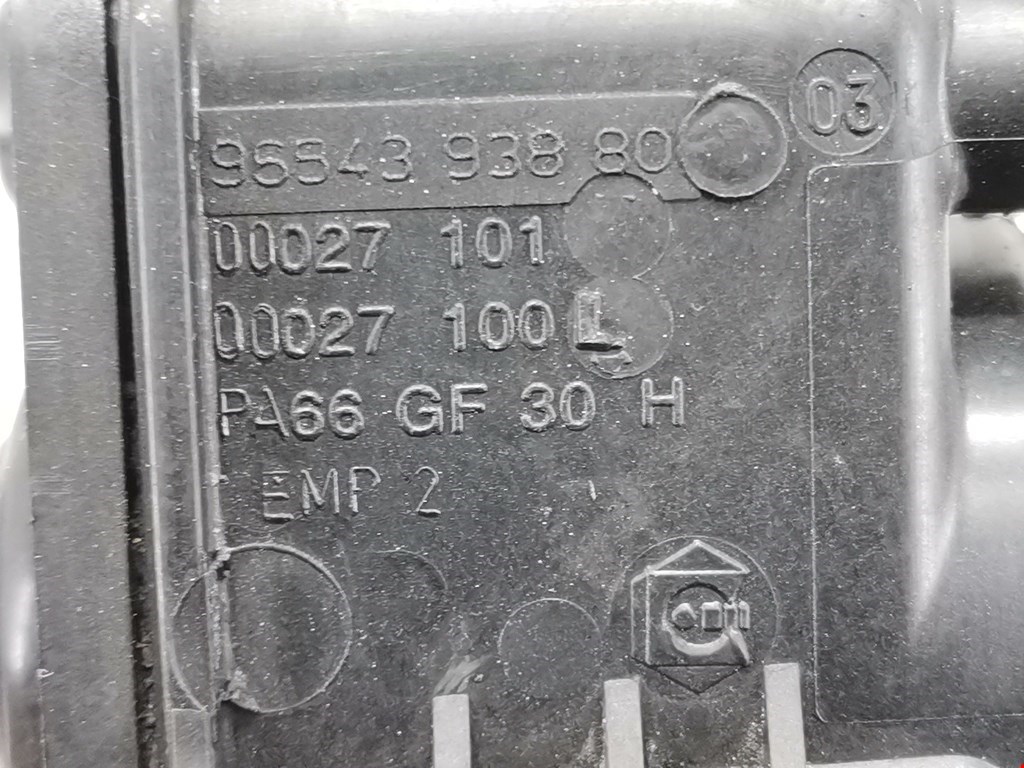 03
96543 938 80
00027 101
00027 100 L
PA66 GF 30 H
EMP 2